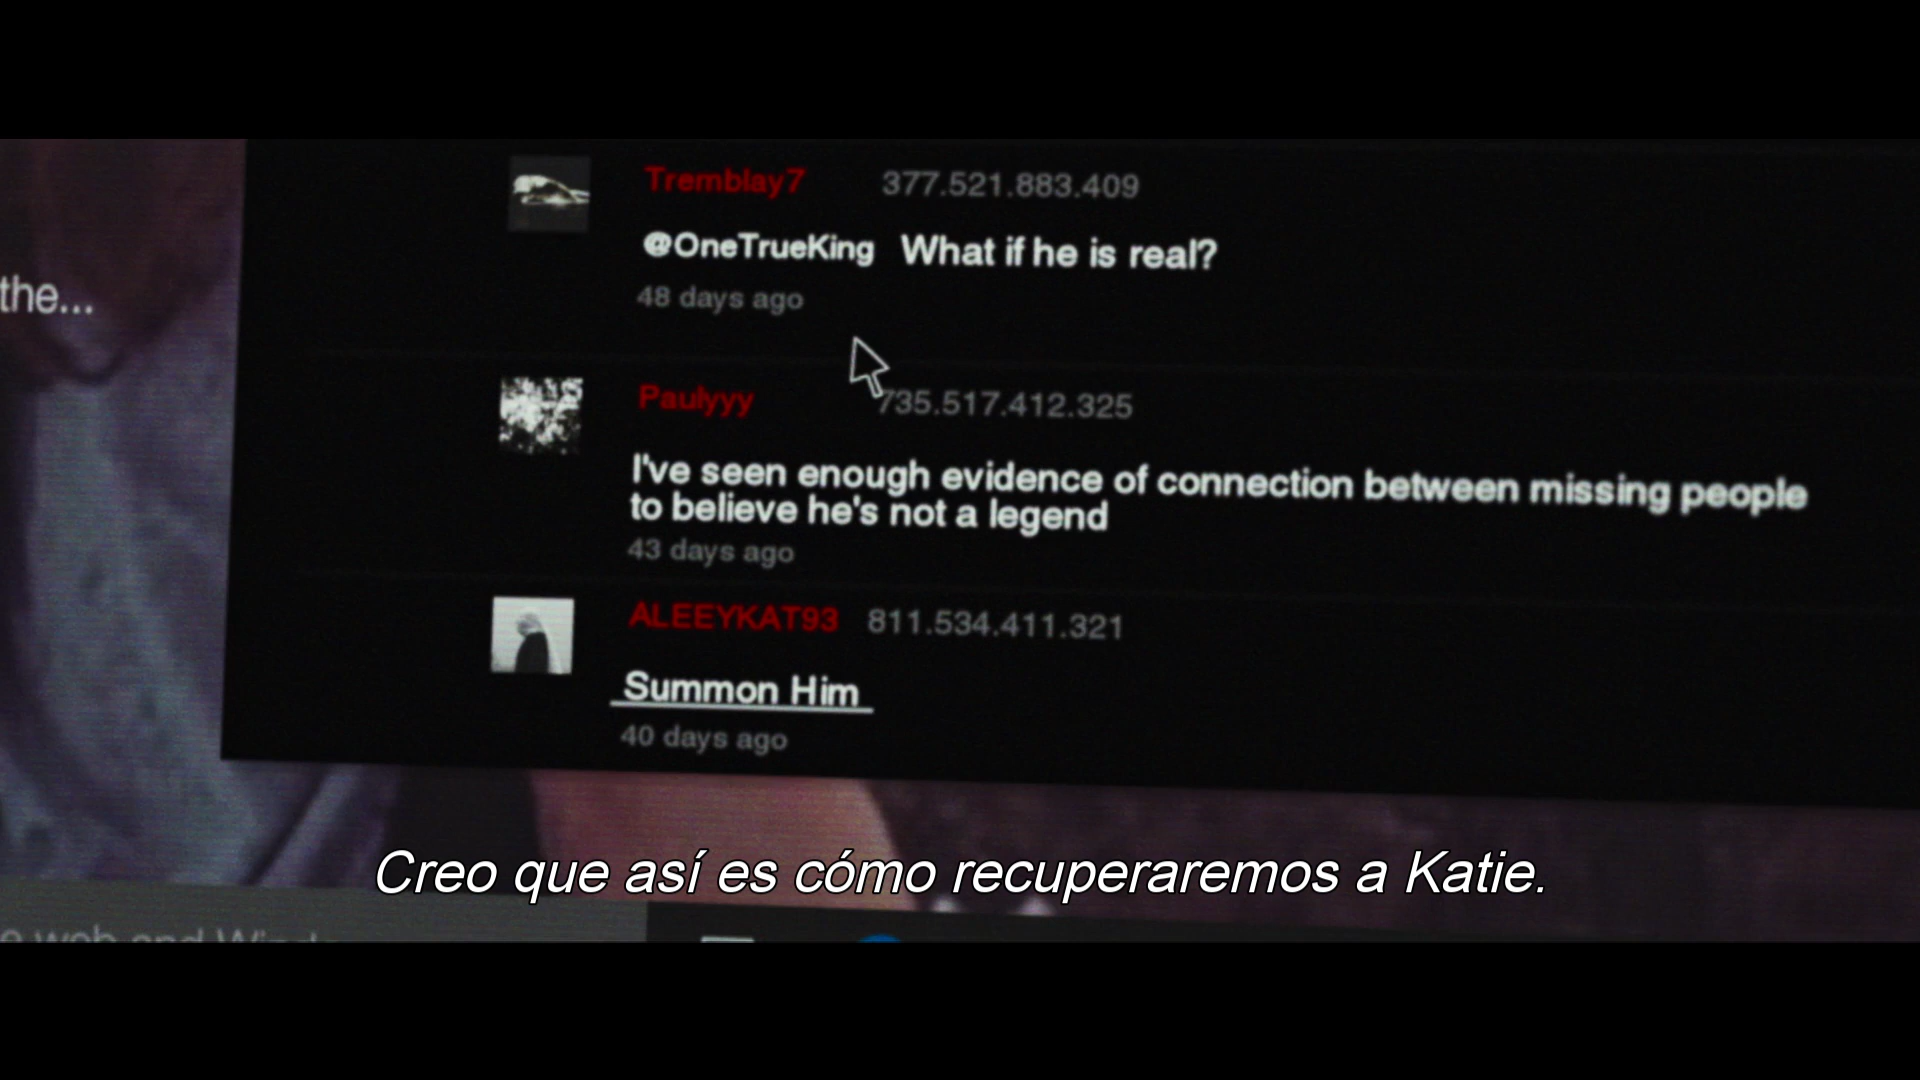 Tremblay7 377.521.883.409
@OneTrueKing What if he is real?
48 days ago
the...
Paulyyy 735.517.412.325
I've seen enough evidence of connection between missing people
to believe he's not a legend
43 days ago
ALEEYKAT93 811.534.411.321
Summon Him
40 days ago
Creo que así es cómo recuperaremos a Katie.
web and